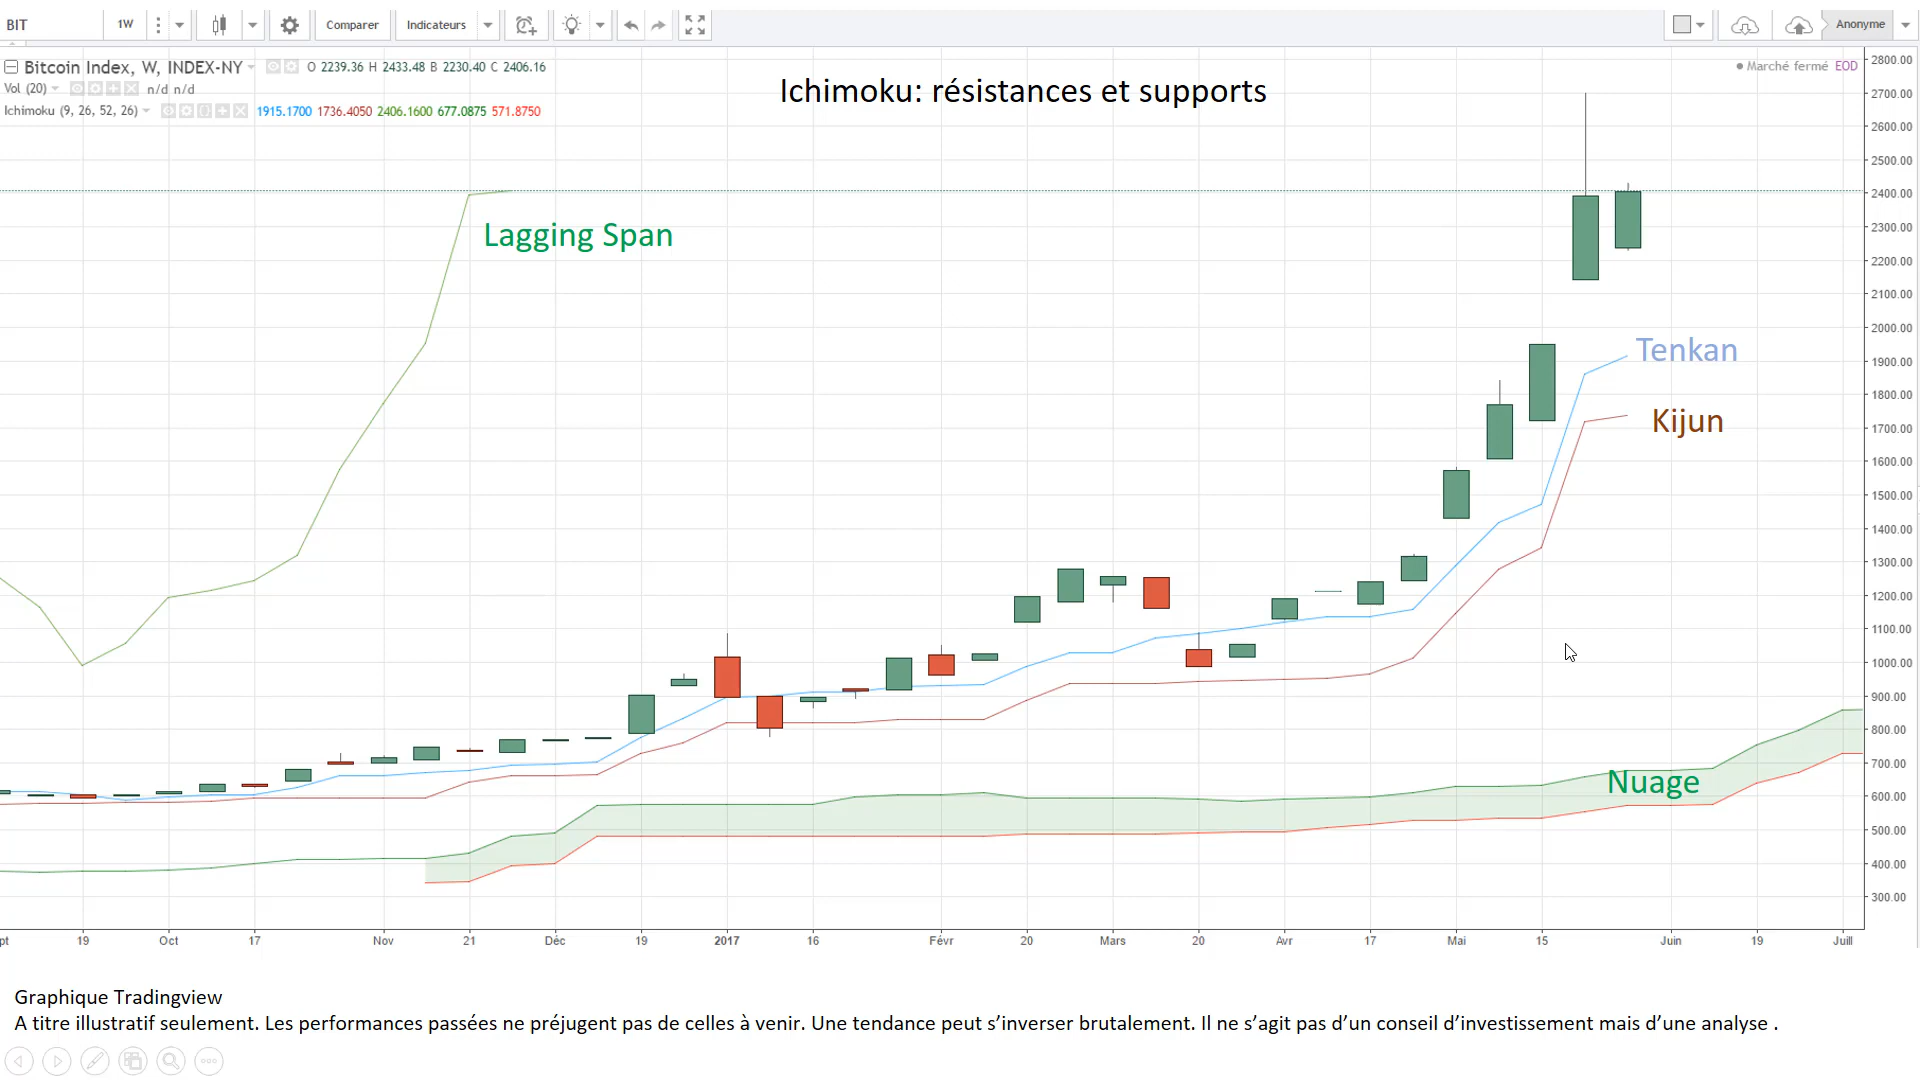 BIT 1W Comparer Indicateurs Anonyme
Bitcoin Index, W, INDEX-NY O 2239.36 H 2433.48 B 2230.40 C 2406.16
Marché fermé EOD
Vol (20) n/d n/d
Ichimoku (9, 26, 52, 26) 1915.1700 1736.4050 2406.1600 677.0875 571.8750
Ichimoku: résistances et supports
Lagging Span
Tenkan
Kijun
Nuage
2800.00
2700.00
2600.00
2500.00
2400.00
2300.00
2200.00
2100.00
2000.00
1900.00
1800.00
1700.00
1600.00
1500.00
1400.00
1300.00
1200.00
1100.00
1000.00
900.00
800.00
700.00
600.00
500.00
400.00
300.00
pt 19 Oct 17 Nov 21 Déc 19 2017 16 Févr 20 Mars 20 Avr 17 Mai 15 Juin 19 Juill
Graphique Tradingview
A titre illustratif seulement. Les performances passées ne préjugent pas de celles à venir. Une tendance peut s’inverser brutalement. Il ne s’agit pas d’un conseil d’investissement mais d’une analyse .